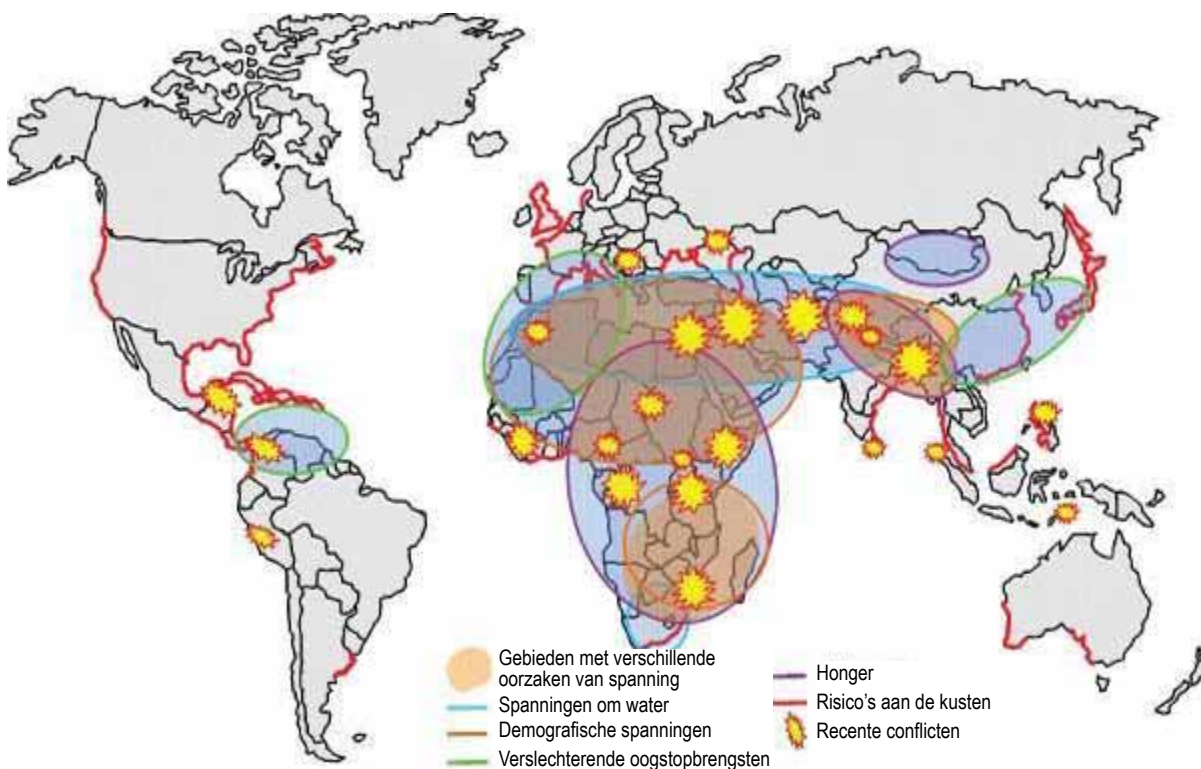 Gebieden met verschillende
oorzaken van spanning
Spanningen om water
Demografische spanningen
Verslechterende oogstopbrengsten
Honger
Risico's aan de kusten
Recente conflicten